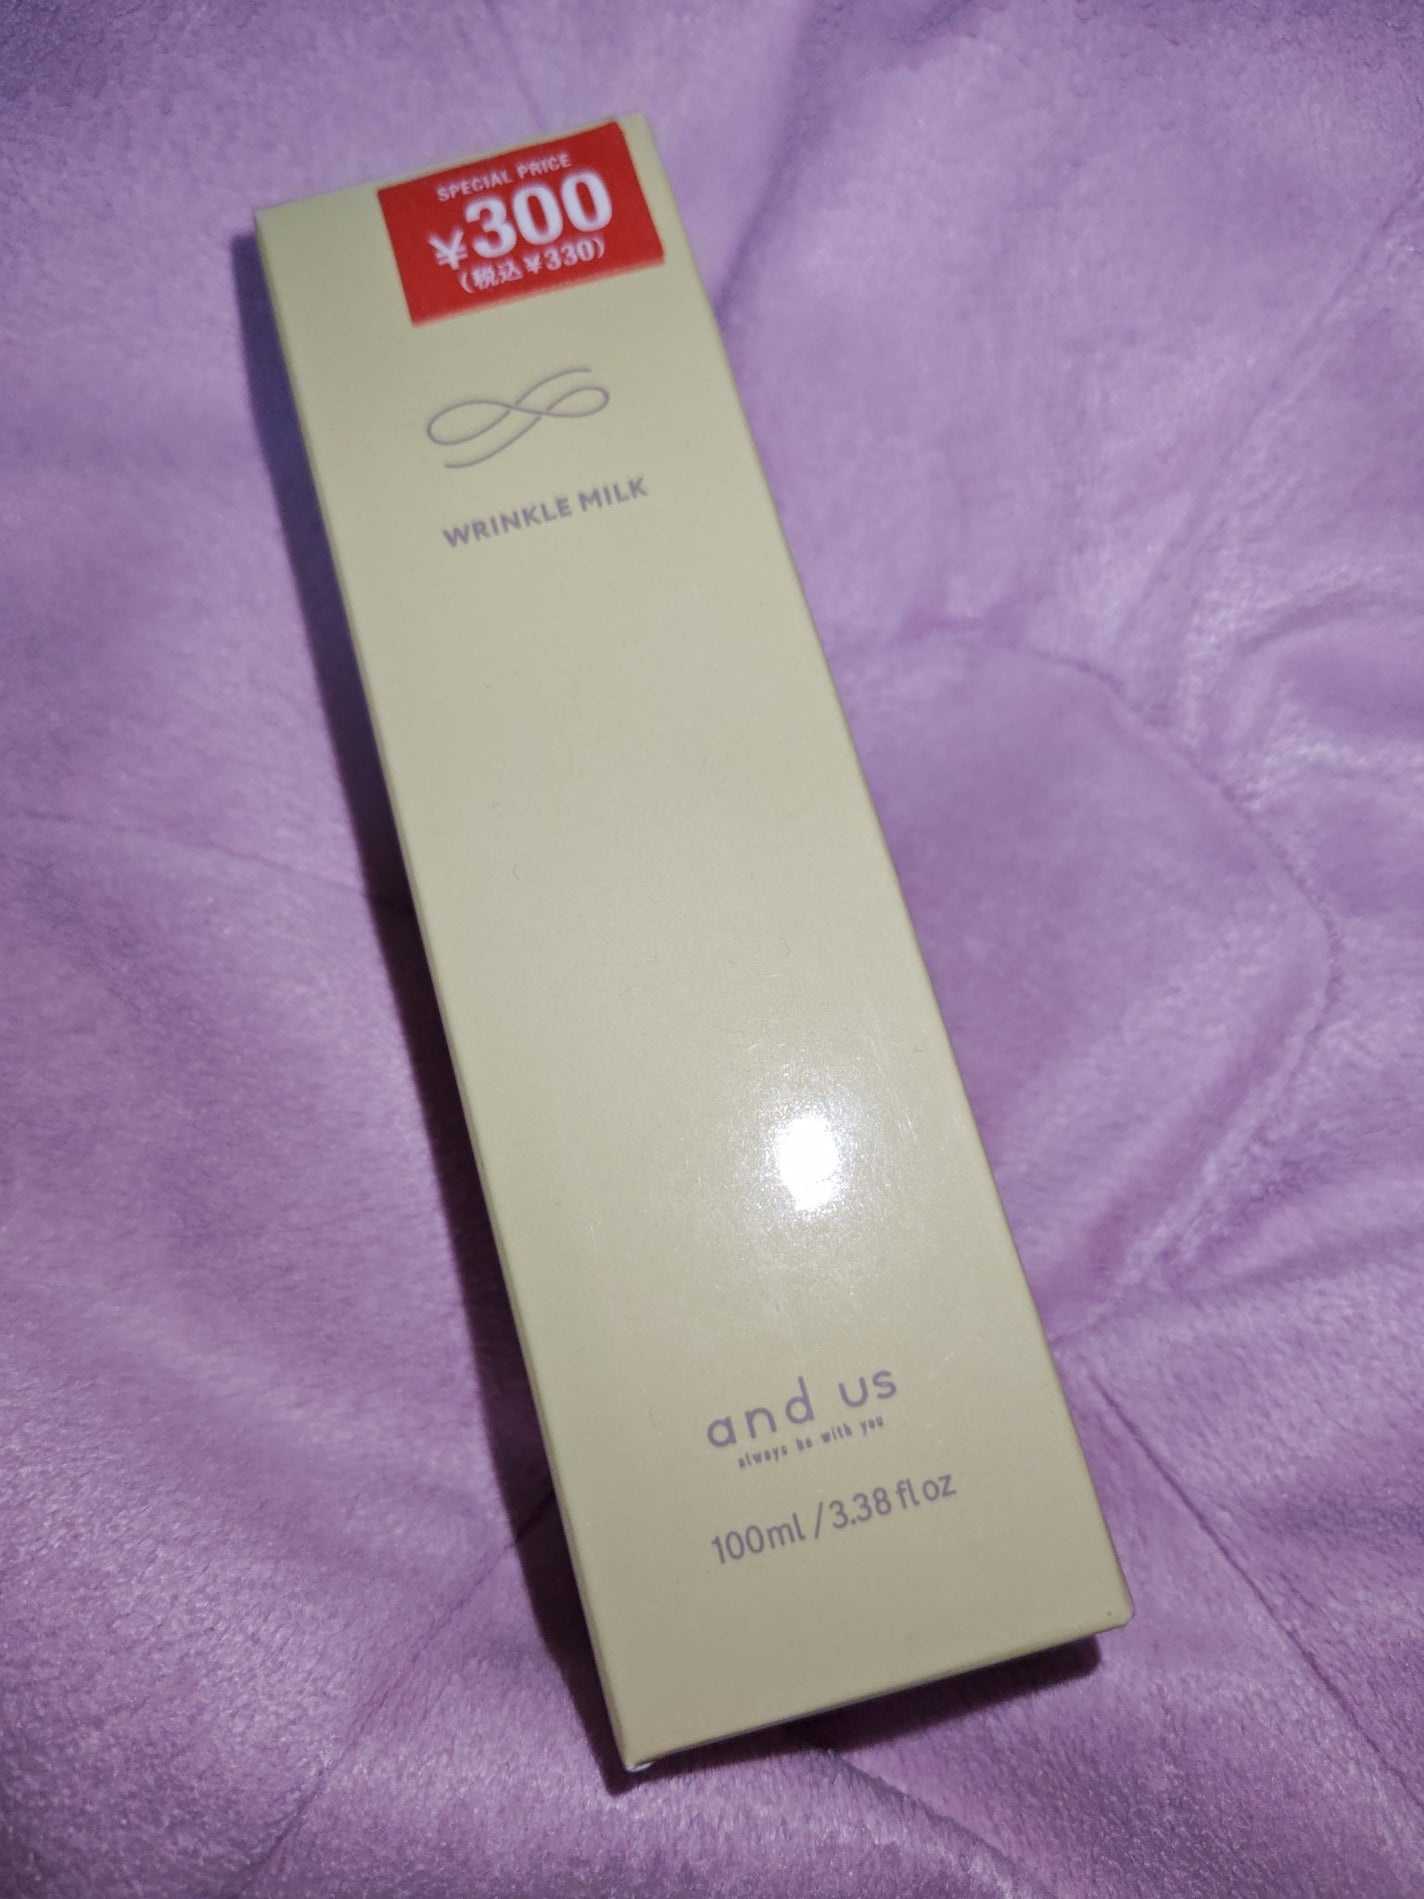 SPECIAL PRICE
¥300
(税込¥330)
WRINKLE MILK
and us
always be with you
100ml / 3.38 fl oz